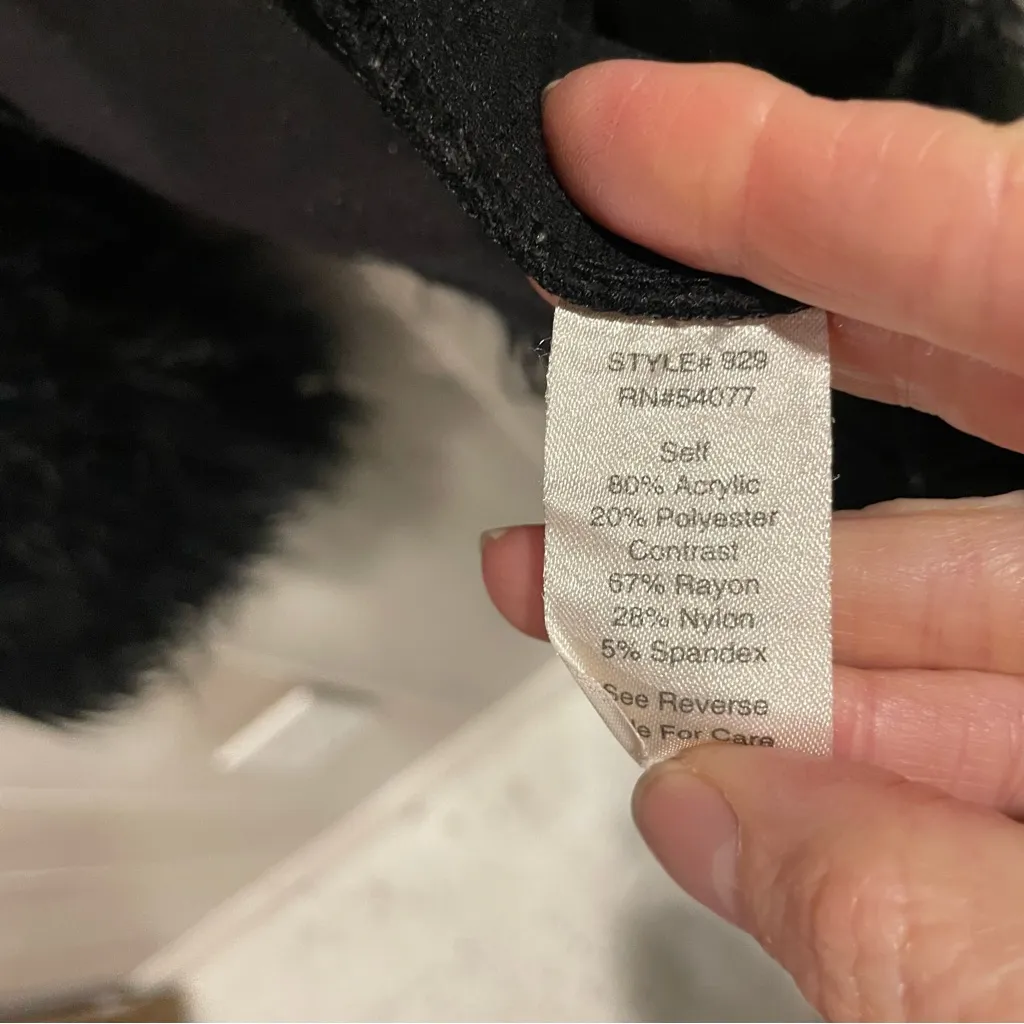 STYLE# 929
RN#54077
Self
80% Acrylic
20% Polyester
Contrast
67% Rayon
28% Nylon
5% Spandex
See Reverse
For Care